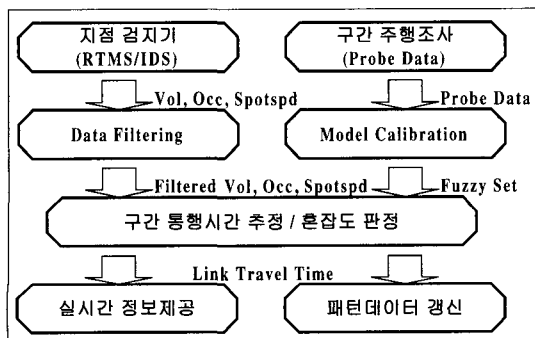 지점 검지기
(RTMS/IDS)
구간 주행조사
(Probe Data)
Vol, Occ, Spotspd
Probe Data
Data Filtering
Model Calibration
Filtered Vol, Occ, Spotspd
Fuzzy Set
구간 통행시간 추정 / 혼잡도 판정
Link Travel Time
실시간 정보제공
패턴데이터 갱신